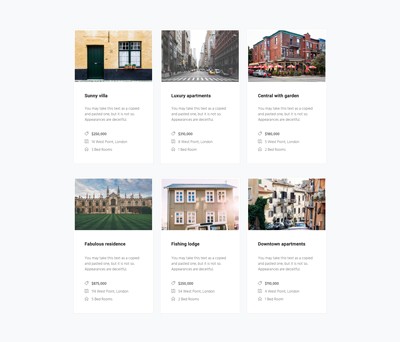 Sunny villa
You may take this text as a copied
and pasted one, but it is not so.
Appearances are deceitful.
$220,000
16 West Point, London
3 Bed Rooms
Luxury apartments
You may take this text as a copied
and pasted one, but it is not so.
Appearances are deceitful.
$310,000
8 West Point, London
1 Bed Room
Central with garden
You may take this text as a copied
and pasted one, but it is not so.
Appearances are deceitful.
$180,000
5 West Point, London
2 Bed Rooms
Fabulous residence
You may take this text as a copied
and pasted one, but it is not so.
Appearances are deceitful.
$675,000
West Point, London
5 Bed Rooms
Fishing lodge
You may take this text as a copied
and pasted one, but it is not so.
Appearances are deceitful.
$200,000
West Point, London
2 Bed Rooms
Downtown apartments
You may take this text as a copied
and pasted one, but it is not so.
Appearances are deceitful.
$110,000
4 West Point, London
1 Bed Room